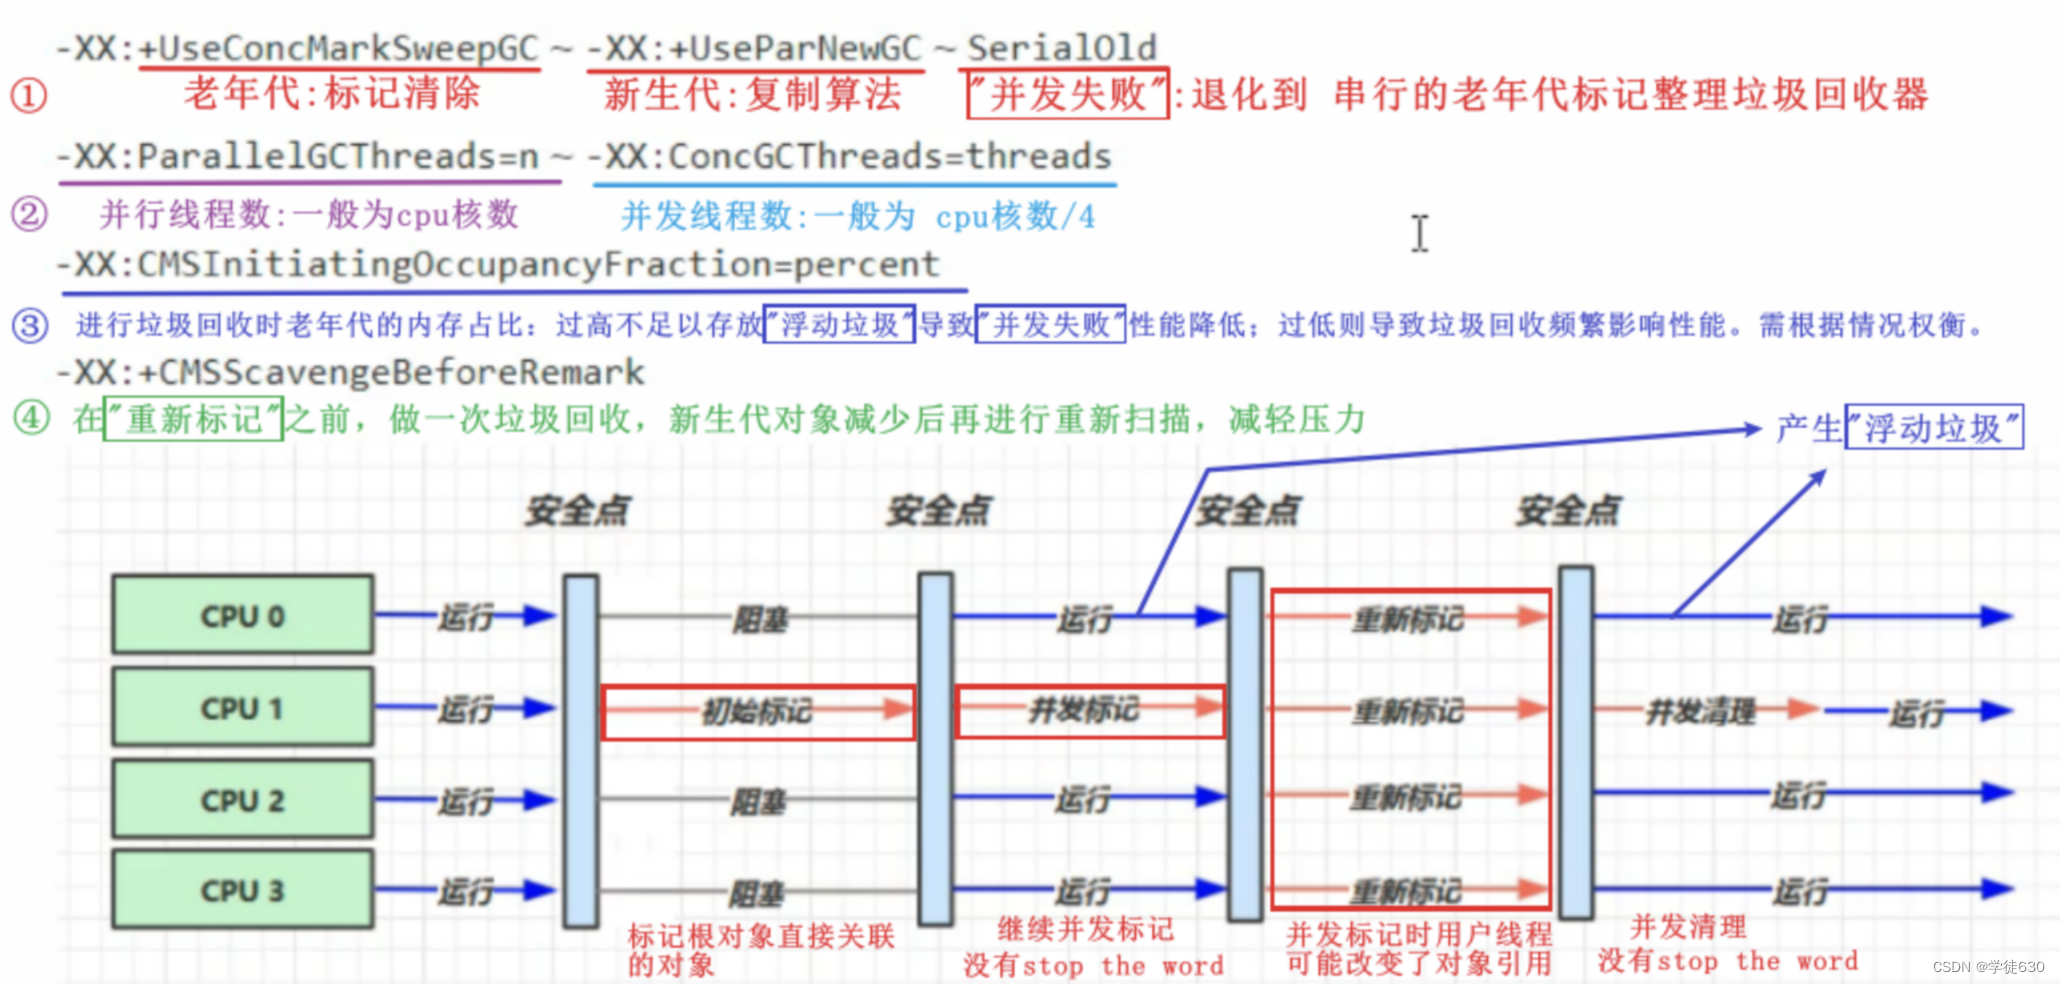 -XX:+UseConcMarkSweepGC ~ -XX:+UseParNewGC ~ SerialOld
① 老年代:标记清除 新生代:复制算法 "并发失败":退化到 串行的老年代标记整理垃圾回收器
-XX:ParallelGCThreads=n ~ -XX:ConcGCThreads=threads
② 并行线程数:一般为cpu核数 并发线程数:一般为 cpu核数/4
-XX:CMSInitiatingOccupancyFraction=percent
③ 进行垃圾回收时老年代的内存占比：过高不足以存放"浮动垃圾"导致"并发失败"性能降低；过低则导致垃圾回收频繁影响性能。需根据情况权衡。
-XX:+CMSScavengeBeforeRemark
④ 在"重新标记"之前，做一次垃圾回收，新生代对象减少后再进行重新扫描，减轻压力
产生"浮动垃圾"
安全点 安全点 安全点 安全点
CPU 0 运行 阻塞 运行 重新标记 运行
CPU 1 运行 初始标记 并发标记 重新标记 并发清理 运行
CPU 2 运行 阻塞 运行 重新标记 运行
CPU 3 运行 阻塞 运行 重新标记 运行
标记根对象直接关联
的对象
继续并发标记
没有stop the word
并发标记时用户线程
可能改变了对象引用
并发清理
没有stop the word
CSDN @学徒630